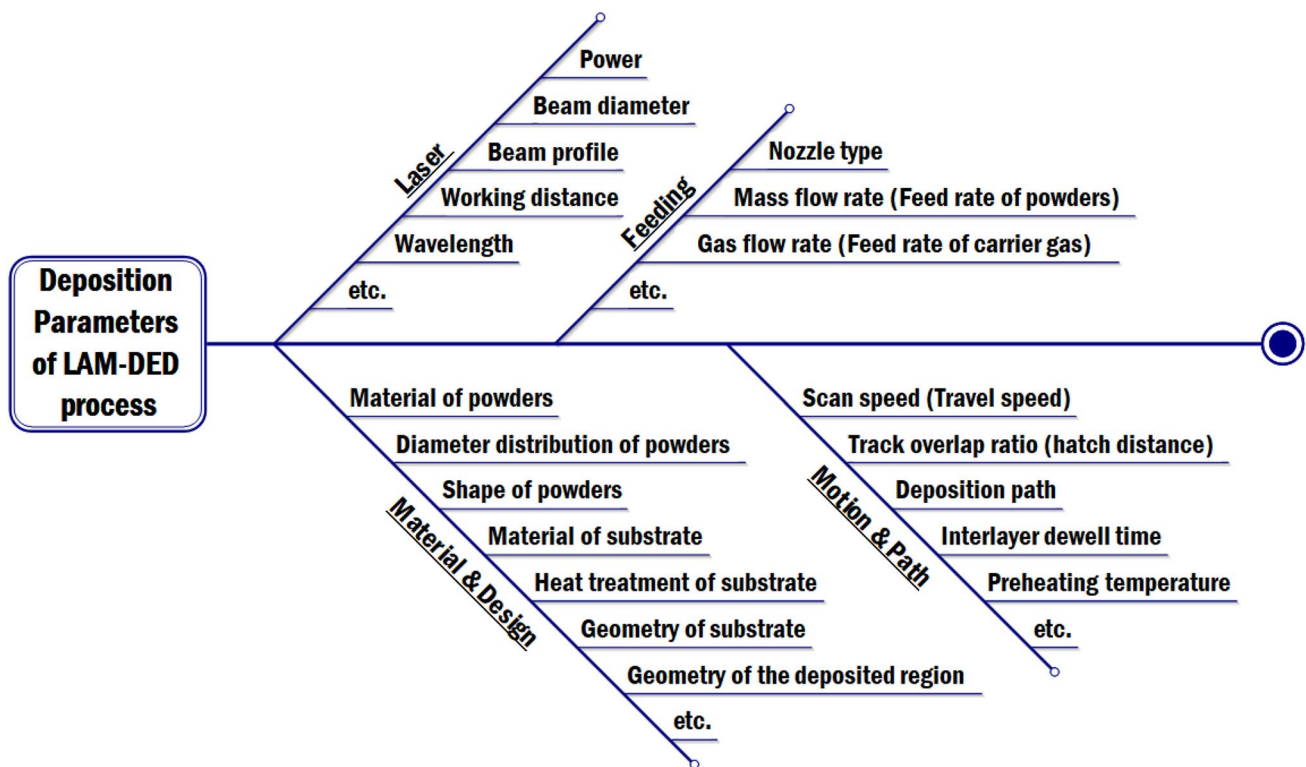 Deposition
Parameters
of LAM-DED
process
Laser
Power
Beam diameter
Beam profile
Working distance
Wavelength
etc.
Feeding
Nozzle type
Mass flow rate (Feed rate of powders)
Gas flow rate (Feed rate of carrier gas)
etc.
Material & Design
Material of powders
Diameter distribution of powders
Shape of powders
Material of substrate
Heat treatment of substrate
Geometry of substrate
Geometry of the deposited region
etc.
Motion & Path
Scan speed (Travel speed)
Track overlap ratio (hatch distance)
Deposition path
Interlayer dewell time
Preheating temperature
etc.